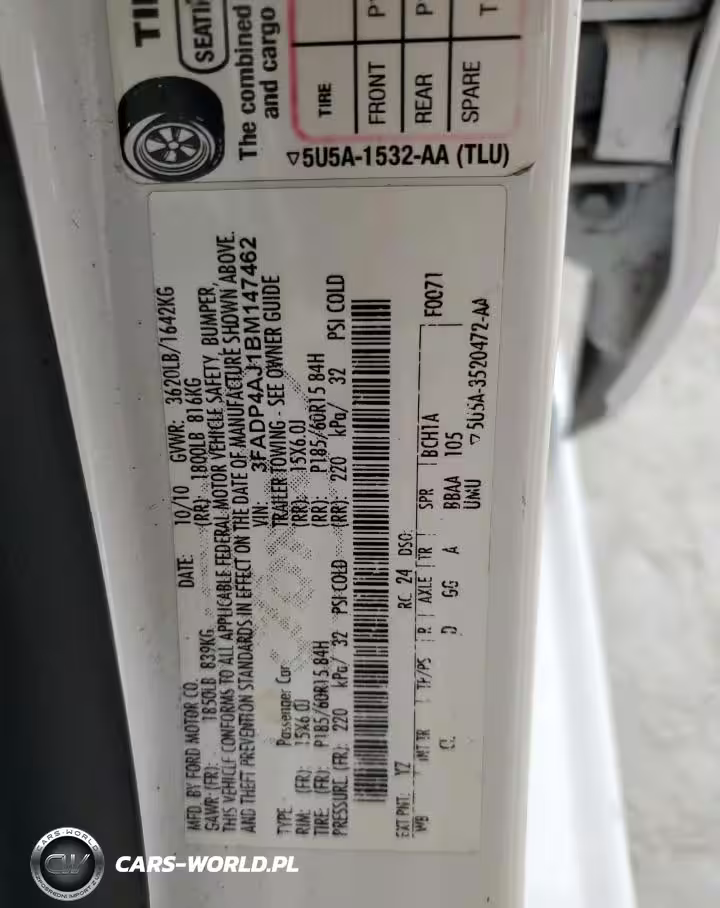 TIRE FRONT REAR SPARE
SEATI
The combined
and cargo
5U5A-1532-AA (TLU)
MFD. BY FORD MOTOR CO. DATE: 10/10 GVWR: 3620LB/1642KG
GAWR (FR): 1850LB 839KG (RR): 1800LB 816KG
THIS VEHICLE CONFORMS TO ALL APPLICABLE FEDERAL MOTOR VEHICLE SAFETY, BUMPER,
AND THEFT PREVENTION STANDARDS IN EFFECT ON THE DATE OF MANUFACTURE SHOWN ABOVE.
VIN: 3FADP4AJ1BM147462
TYPE: Passenger Car TRAILER TOWING - SEE OWNER GUIDE
RIM: (FR): 15X6.0J (RR): 15X6.0J
TIRE (FR): P185/60R15 84H (RR): P185/60R15 84H
PRESSURE (FR): 220 kPa/ 32 PSI COLD (RR): 220 kPa/ 32 PSI COLD
EXT PNT: YZ RC: 24 DSO: F0071
WB INT TR TP/PS R AXLE TR SPR BCH1A
CL D GG A BBAA 105
UMU 5U5A-3520472-AA
FORD
CARS-WORLD
CW
CARS-WORLD.PL